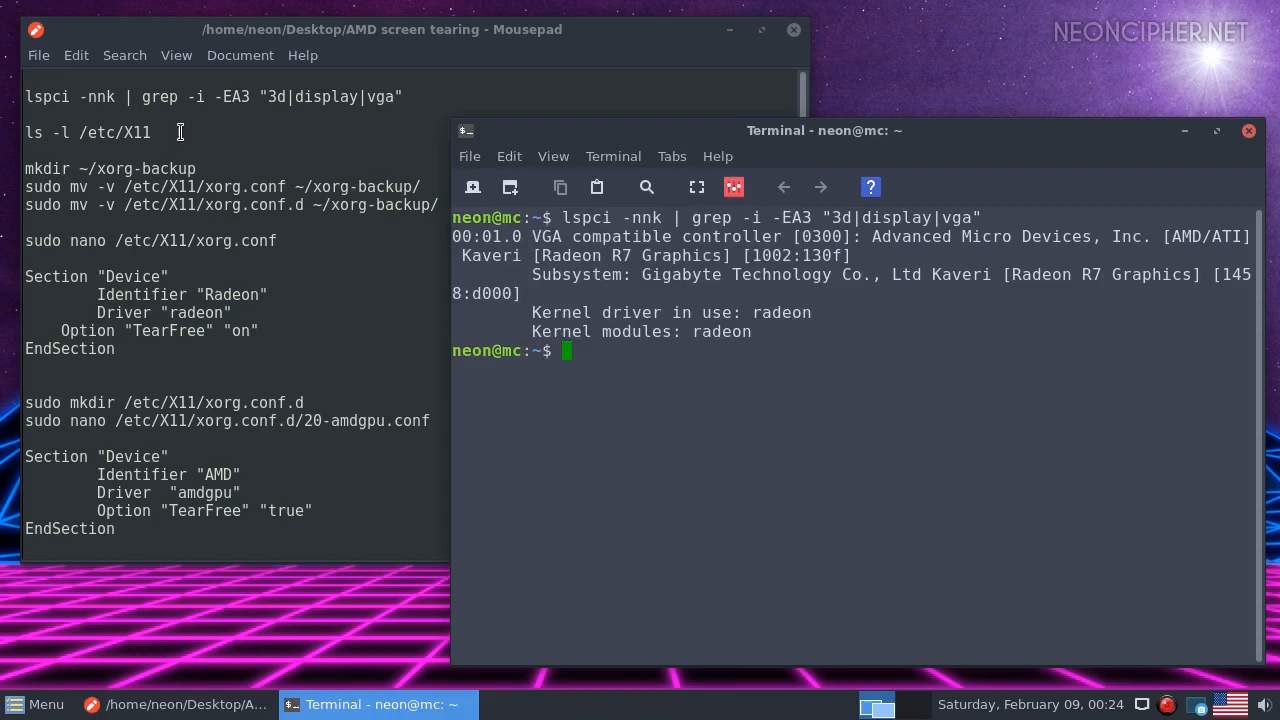 /home/neon/Desktop/AMD screen tearing - Mousepad
NEONCIPHER.NET
File Edit Search View Document Help
lspci -nnk | grep -i -EA3 "3d|display|vga"
ls -l /etc/X11
mkdir ~/xorg-backup
sudo mv -v /etc/X11/xorg.conf ~/xorg-backup/
sudo mv -v /etc/X11/xorg.conf.d ~/xorg-backup/
sudo nano /etc/X11/xorg.conf
Section "Device"
Identifier "Radeon"
Driver "radeon"
Option "TearFree" "on"
EndSection
sudo mkdir /etc/X11/xorg.conf.d
sudo nano /etc/X11/xorg.conf.d/20-amdgpu.conf
Section "Device"
Identifier "AMD"
Driver  "amdgpu"
Option "TearFree" "true"
EndSection
Terminal - neon@mc: ~
File Edit View Terminal Tabs Help
neon@mc:~$ lspci -nnk | grep -i -EA3 "3d|display|vga"
00:01.0 VGA compatible controller [0300]: Advanced Micro Devices, Inc. [AMD/ATI]
Kaveri [Radeon R7 Graphics] [1002:130f]
Subsystem: Gigabyte Technology Co., Ltd Kaveri [Radeon R7 Graphics] [145
8:d000]
Kernel driver in use: radeon
Kernel modules: radeon
neon@mc:~$
Menu /home/neon/Desktop/A... Terminal - neon@mc: ~ Saturday, February 09, 00:24